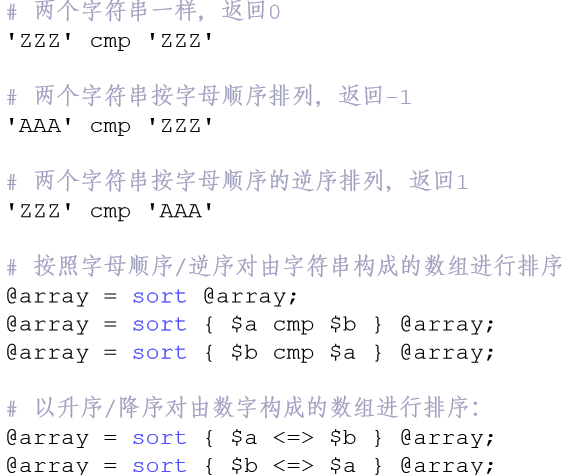 # 两个字符串一样, 返回0
'ZZZ' cmp 'ZZZ'
# 两个字符串按字母顺序排列, 返回-1
'AAA' cmp 'ZZZ'
# 两个字符串按字母顺序的逆序排列, 返回1
'ZZZ' cmp 'AAA'
# 按照字母顺序/逆序对由字符串构成的数组进行排序
@array = sort @array;
@array = sort { $a cmp $b } @array;
@array = sort { $b cmp $a } @array;
# 以升序/降序对由数字构成的数组进行排序:
@array = sort { $a <=> $b } @array;
@array = sort { $b <=> $a } @array;